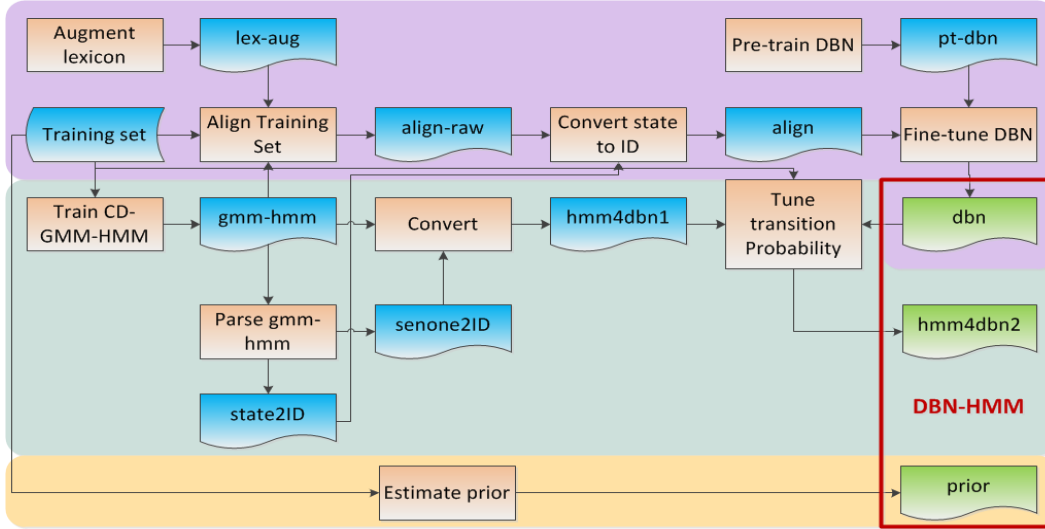 Augment
lexicon
lex-aug
Pre-train DBN
pt-dbn
Training set
Align Training
Set
align-raw
Convert state
to ID
align
Fine-tune DBN
Train CD-
GMM-HMM
gmm-hmm
Convert
hmm4dbn1
Tune
transition
Probability
dbn
Parse gmm-
hmm
senone2ID
hmm4dbn2
state2ID
DBN-HMM
Estimate prior
prior